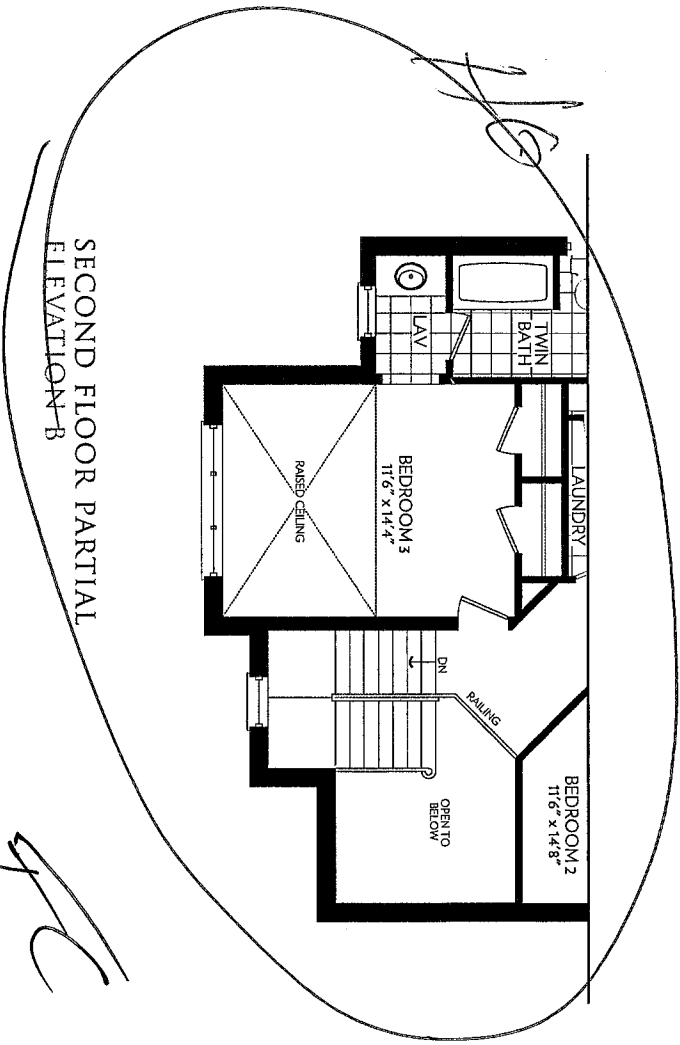 TWIN
BATH
LAV
LAUNDRY
BEDROOM 3
11'6" x 14'4"
RAISED CEILING
DN
RAILING
BEDROOM 2
11'6" x 14'8"
OPEN TO
BELOW
SECOND FLOOR PARTIAL
ELEVATION B